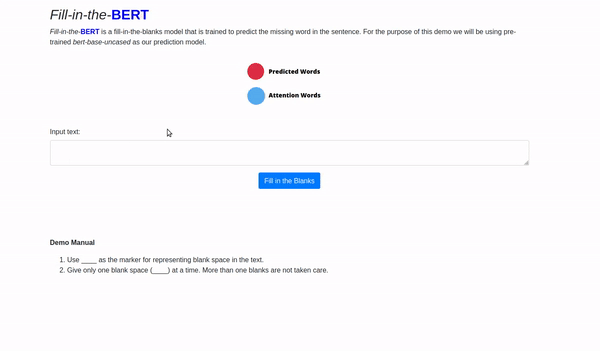 Fill-in-the-BERT
Fill-in-the-BERT is a fill-in-the-blanks model that is trained to predict the missing word in the sentence. For the purpose of this demo we will be using pre-
trained bert-base-uncased as our prediction model.
Predicted Words
Attention Words
Input text:
Fill in the Blanks
Demo Manual
1. Use ____ as the marker for representing blank space in the text.
2. Give only one blank space (____) at a time. More than one blanks are not taken care.